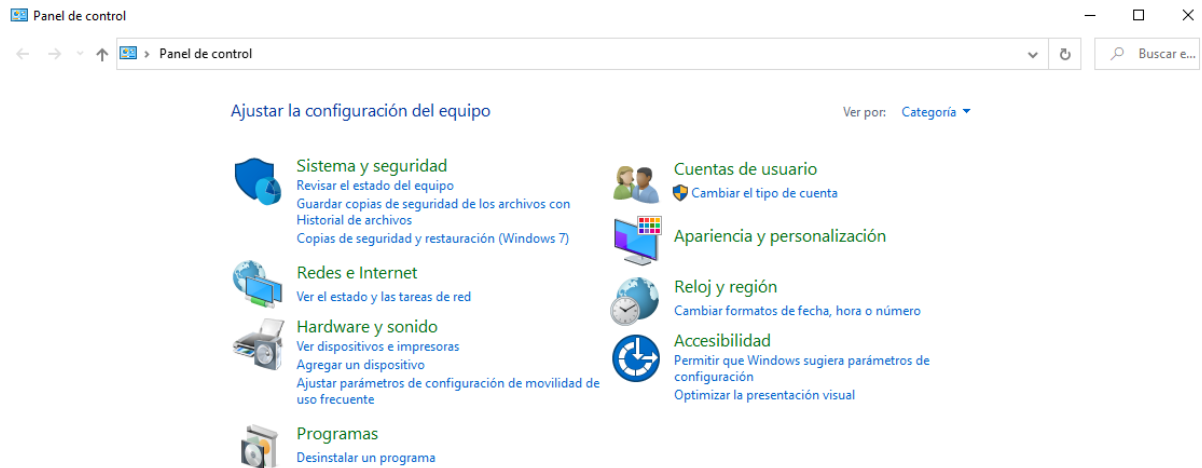 Panel de control
Panel de control
Buscar e...
Ajustar la configuración del equipo
Ver por: Categoría
Sistema y seguridad
Revisar el estado del equipo
Guardar copias de seguridad de los archivos con
Historial de archivos
Copias de seguridad y restauración (Windows 7)
Redes e Internet
Ver el estado y las tareas de red
Hardware y sonido
Ver dispositivos e impresoras
Agregar un dispositivo
Ajustar parámetros de configuración de movilidad de
uso frecuente
Programas
Desinstalar un programa
Cuentas de usuario
Cambiar el tipo de cuenta
Apariencia y personalización
Reloj y región
Cambiar formatos de fecha, hora o número
Accesibilidad
Permitir que Windows sugiera parámetros de
configuración
Optimizar la presentación visual